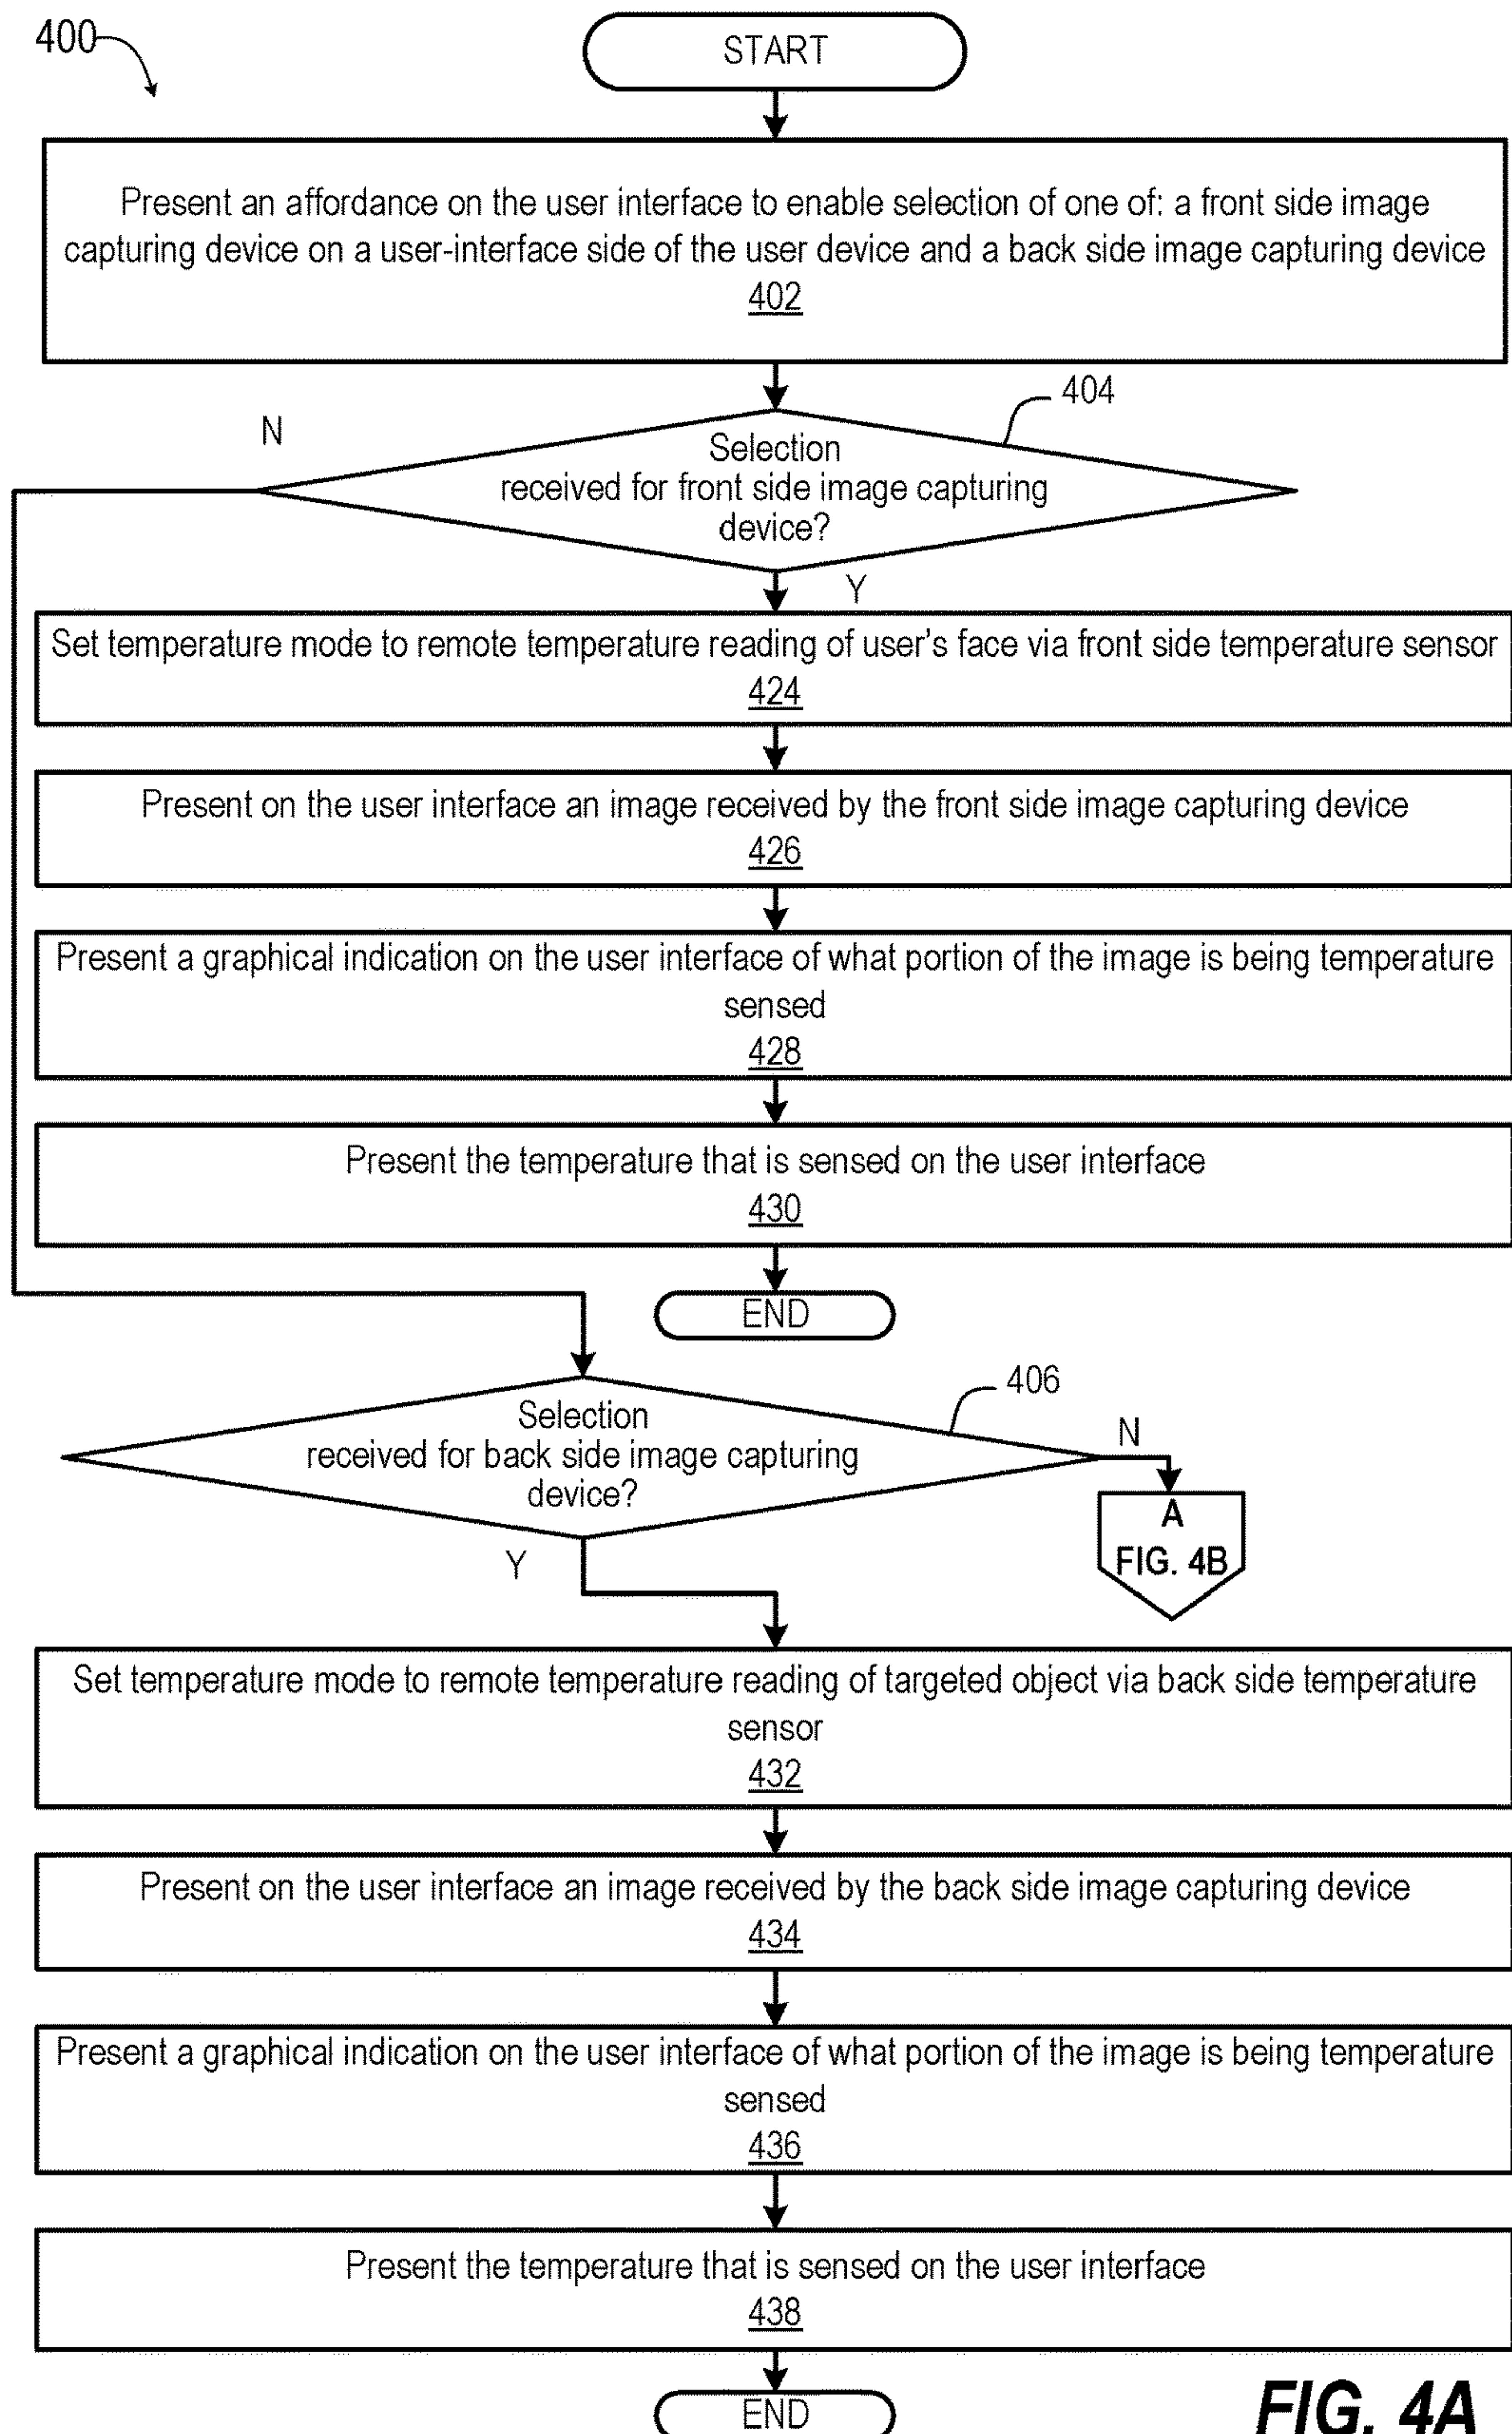 400
START
Present an affordance on the user interface to enable selection of one of: a front side image
capturing device on a user-interface side of the user device and a back side image capturing device
402
404
N
Selection
received for front side image capturing
device?
Y
Set temperature mode to remote temperature reading of user's face via front side temperature sensor
424
Present on the user interface an image received by the front side image capturing device
426
Present a graphical indication on the user interface of what portion of the image is being temperature
sensed
428
Present the temperature that is sensed on the user interface
430
END
406
Selection
received for back side image capturing
device?
N
A
FIG. 4B
Y
Set temperature mode to remote temperature reading of targeted object via back side temperature
sensor
432
Present on the user interface an image received by the back side image capturing device
434
Present a graphical indication on the user interface of what portion of the image is being temperature
sensed
436
Present the temperature that is sensed on the user interface
438
END
FIG. 4A